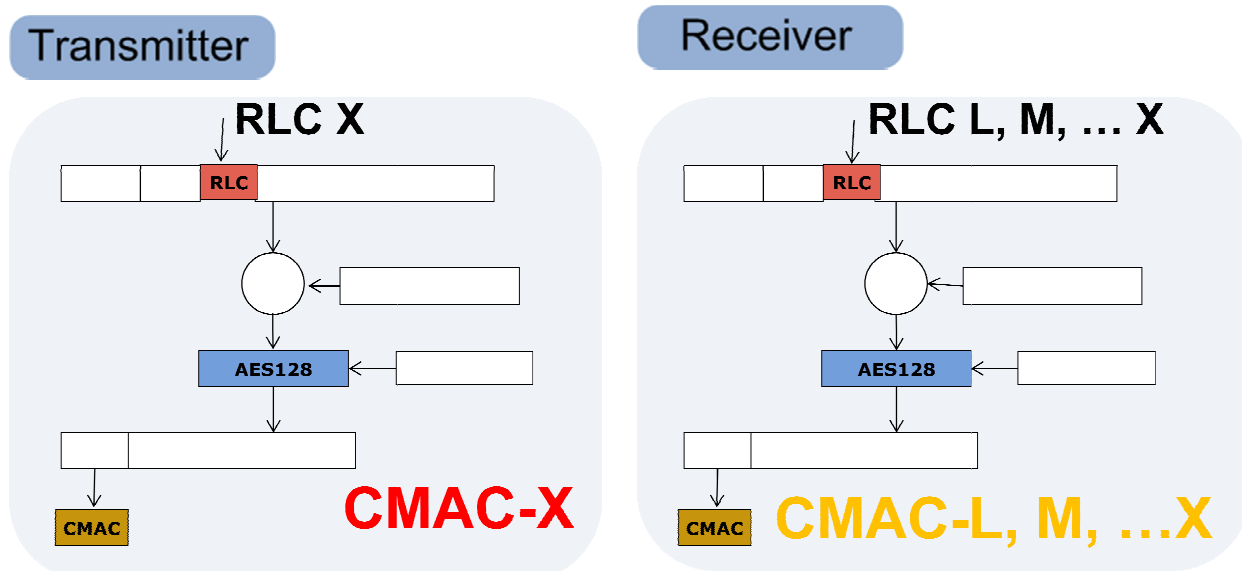 Transmitter
RLC X
RLC
AES128
CMAC
CMAC-X
Receiver
RLC L, M, … X
RLC
AES128
CMAC
CMAC-L, M, …X